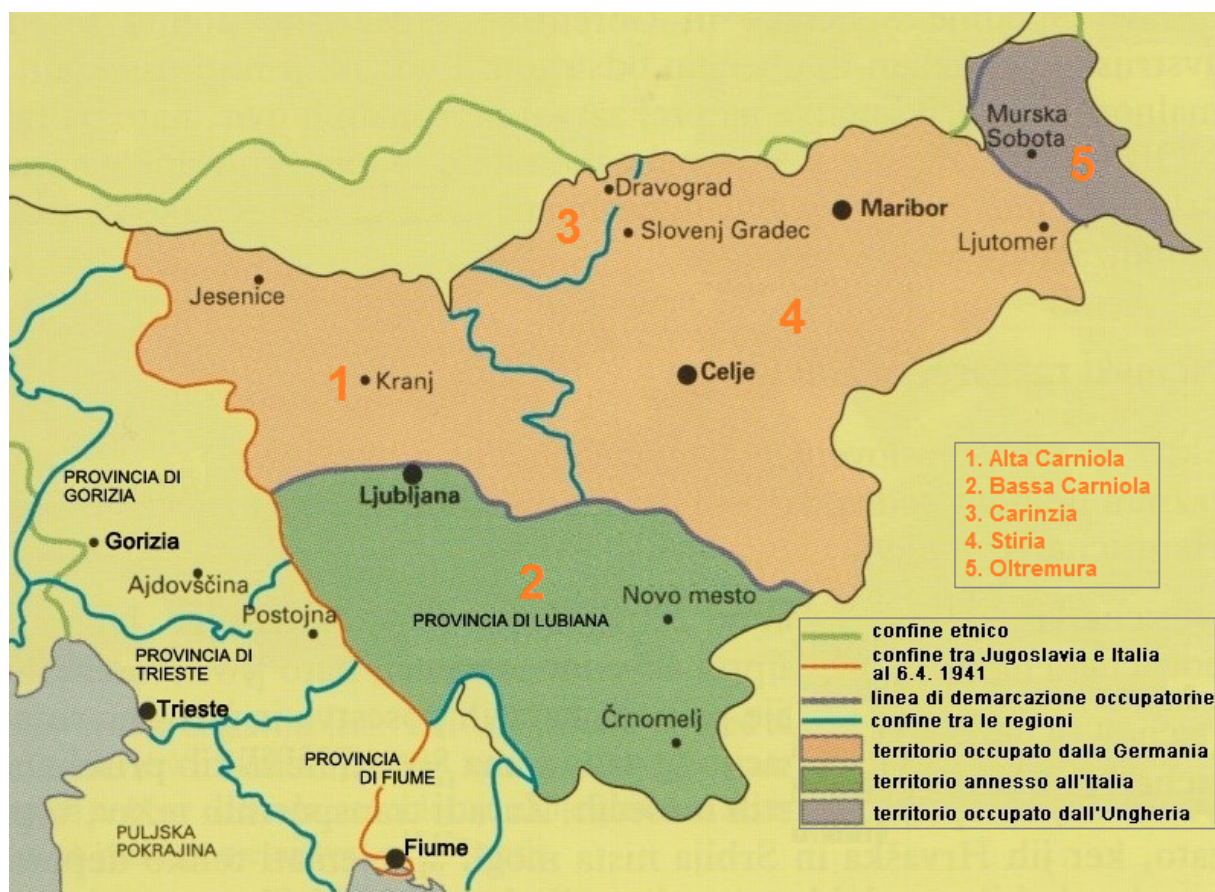 Murska
Sobota
5
Dravograd
3
Slovenj Gradec
Maribor
Ljutomer
Jesenice
4
1
Kranj
Celje
PROVINCIA DI
GORIZIA
Ljubljana
Gorizia
Ajdovščina
2
Postojna
PROVINCIA DI LUBIANA
Novo mesto
PROVINCIA DI
TRIESTE
Trieste
Črnomelj
PROVINCIA
DI FIUME
PULJSKA
POKRAJINA
Fiume
1. Alta Carniola
2. Bassa Carniola
3. Carinzia
4. Stiria
5. Oltremura
confine etnico
confine tra Jugoslavia e Italia
al 6.4. 1941
linea di demarcazione occupatorie
confine tra le regioni
territorio occupato dalla Germania
territorio annesso all'Italia
territorio occupato dall'Ungheria